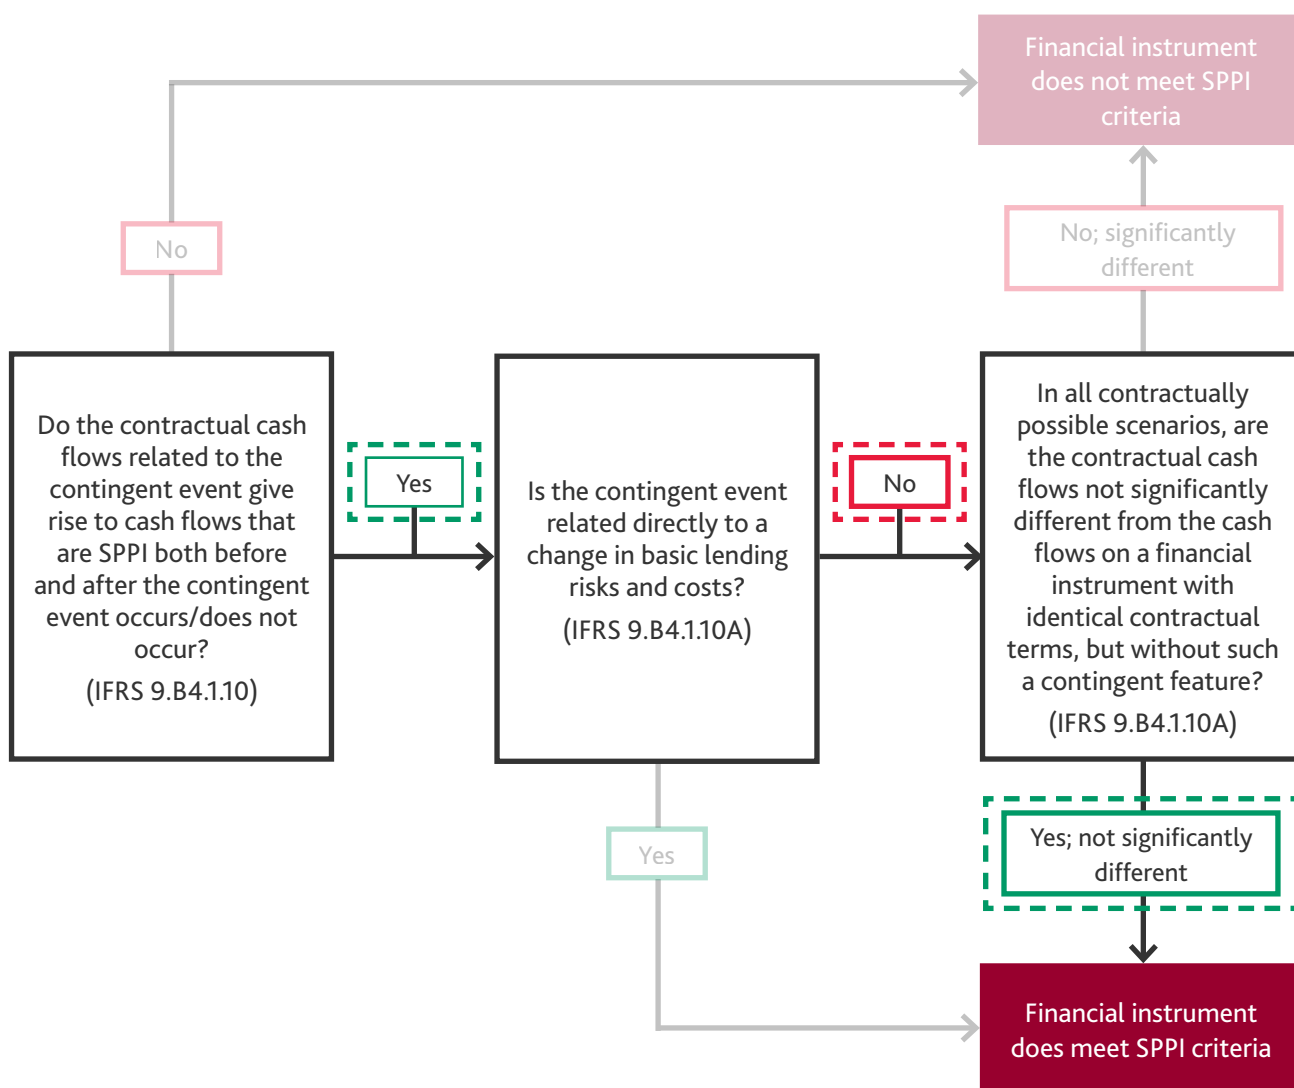 Financial instrument
does not meet SPPI
criteria
No
No; significantly
different
Do the contractual cash
flows related to the
contingent event give
rise to cash flows that
are SPPI both before
and after the contingent
event occurs/does not
occur?
(IFRS 9.B4.1.10)
Yes
Is the contingent event
related directly to a
change in basic lending
risks and costs?
(IFRS 9.B4.1.10A)
No
In all contractually
possible scenarios, are
the contractual cash
flows not significantly
different from the cash
flows on a financial
instrument with
identical contractual
terms, but without such
a contingent feature?
(IFRS 9.B4.1.10A)
Yes
Yes; not significantly
different
Financial instrument
does meet SPPI criteria